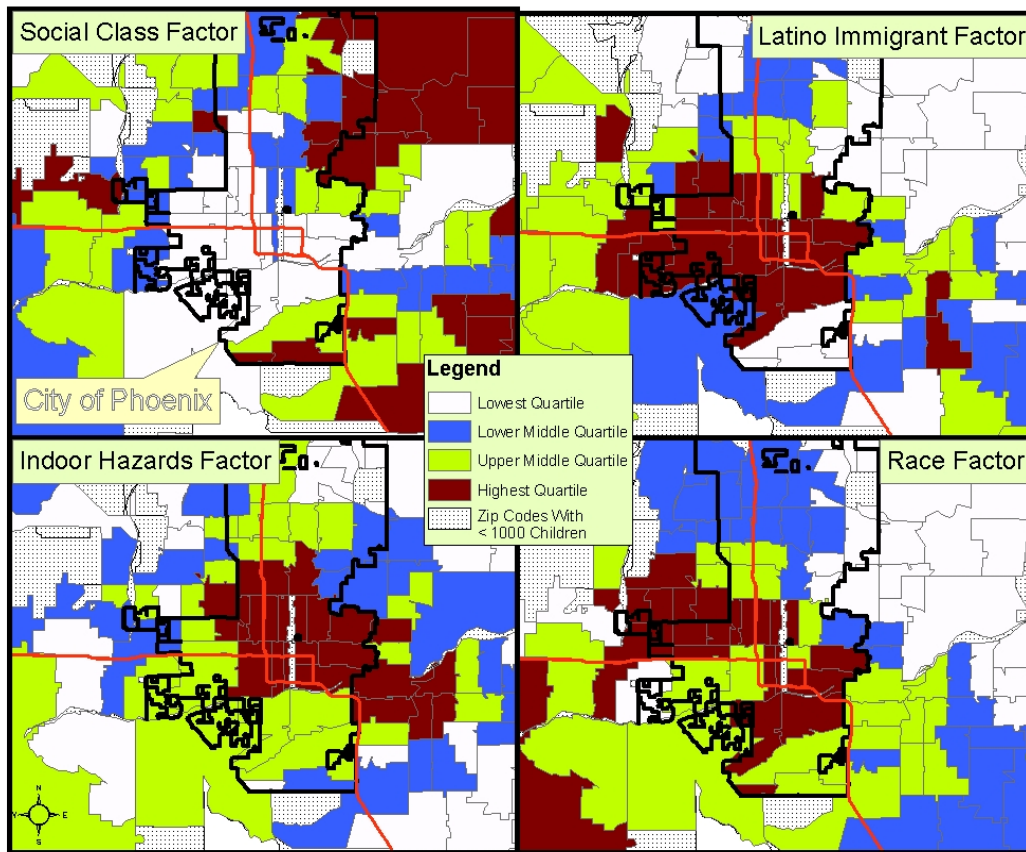 Social Class Factor
Latino Immigrant Factor
City of Phoenix
Legend
Lowest Quartile
Lower Middle Quartile
Upper Middle Quartile
Highest Quartile
Zip Codes With
< 1000 Children
Indoor Hazards Factor
Race Factor
N
E
S